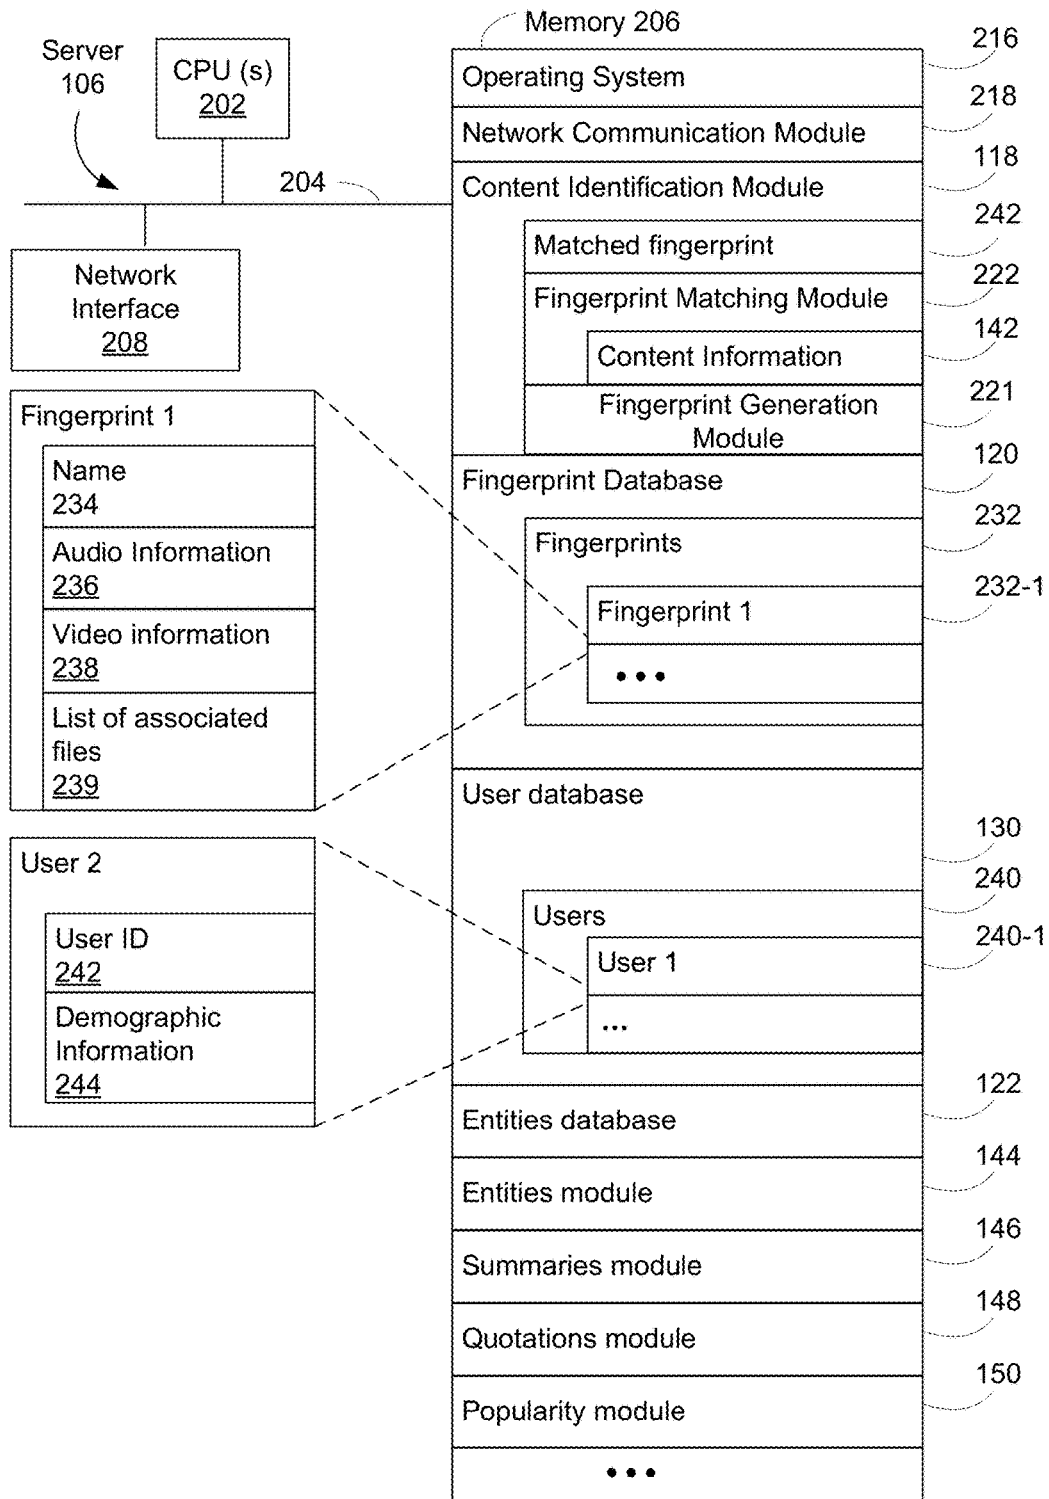 Memory 206
Server
106
CPU (s)
202
204
Network
Interface
208
Operating System
216
Network Communication Module
218
Content Identification Module
118
Matched fingerprint
242
Fingerprint Matching Module
222
Content Information
142
Fingerprint Generation
Module
221
Fingerprint Database
120
Fingerprints
232
Fingerprint 1
232-1
•••
Fingerprint 1
Name
234
Audio Information
236
Video information
238
List of associated
files
239
User database
130
Users
240
User 1
240-1
...
User 2
User ID
242
Demographic
Information
244
Entities database
122
Entities module
144
Summaries module
146
Quotations module
148
Popularity module
150
•••